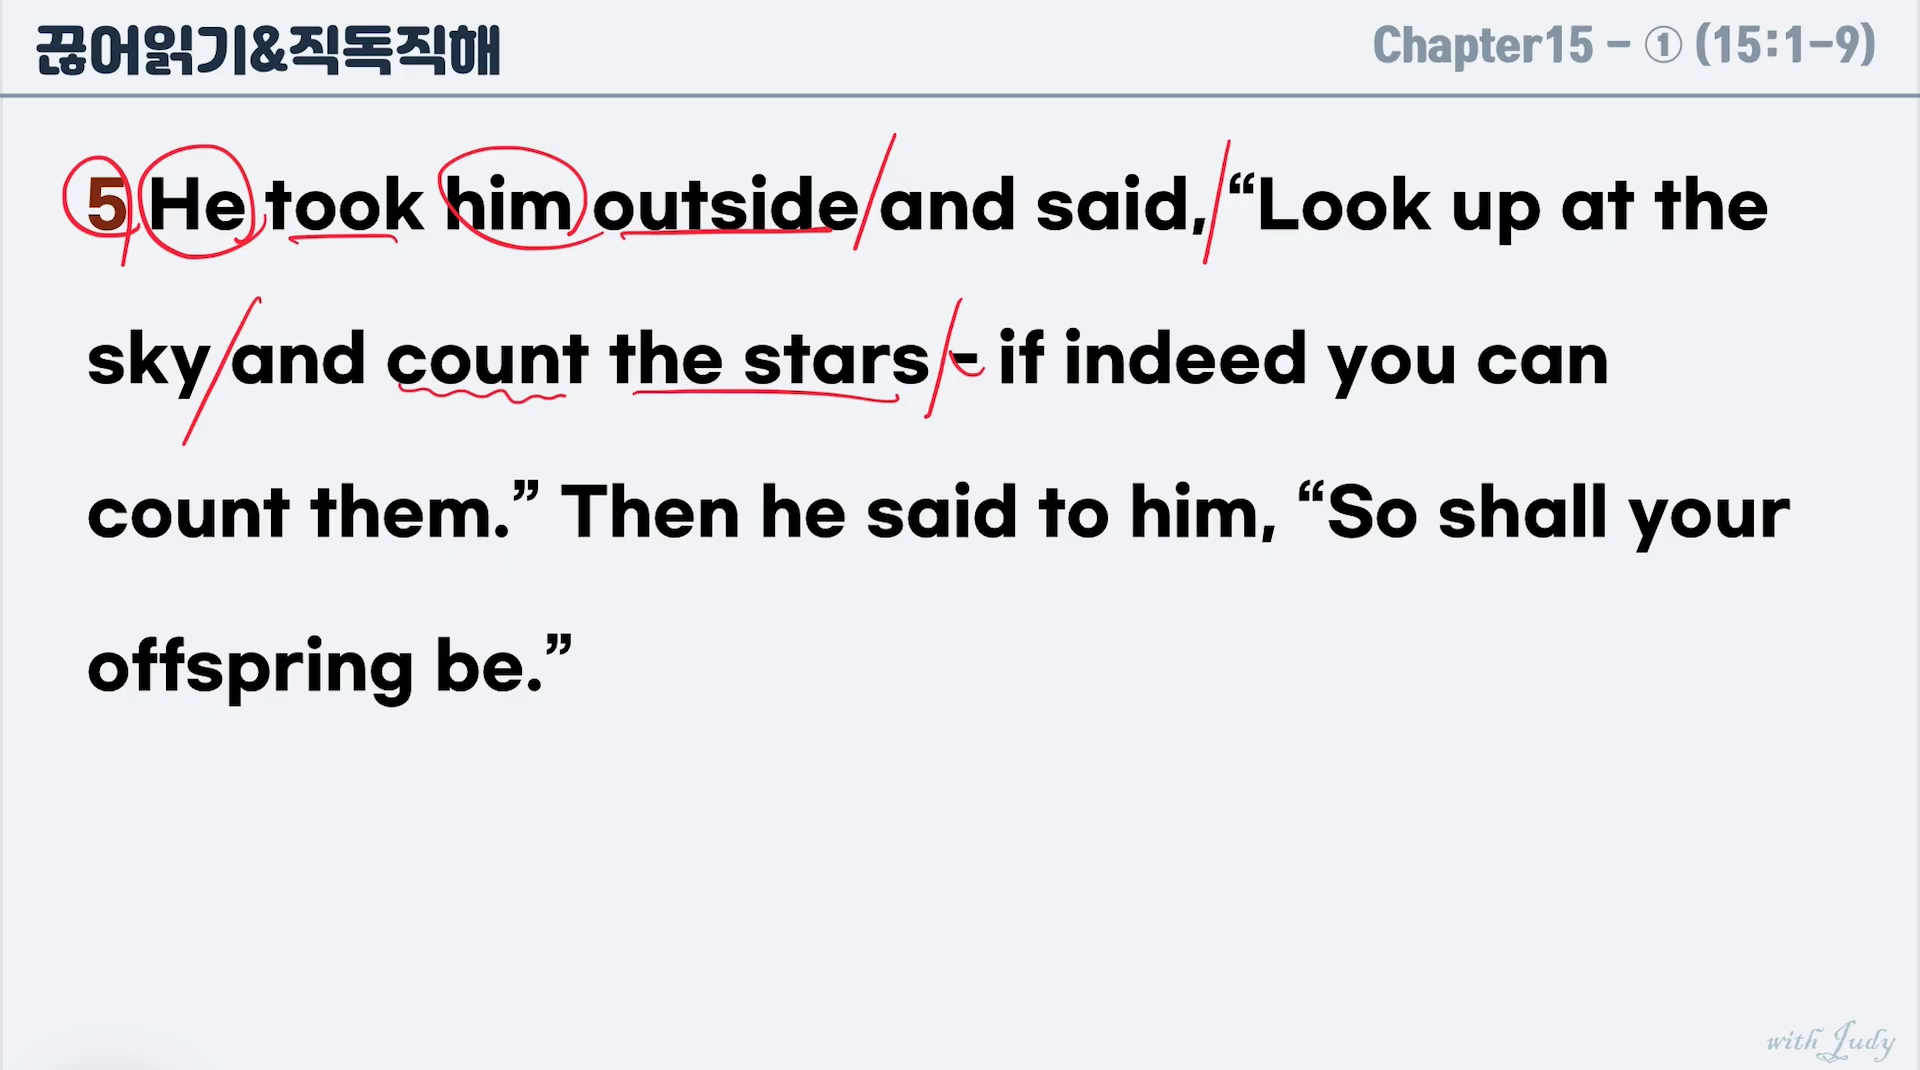 끊어읽기&직독직해
Chapter15 - ① (15:1-9)
5 He took him outside and said, “Look up at the
sky and count the stars - if indeed you can
count them.” Then he said to him, “So shall your
offspring be.”
with Judy